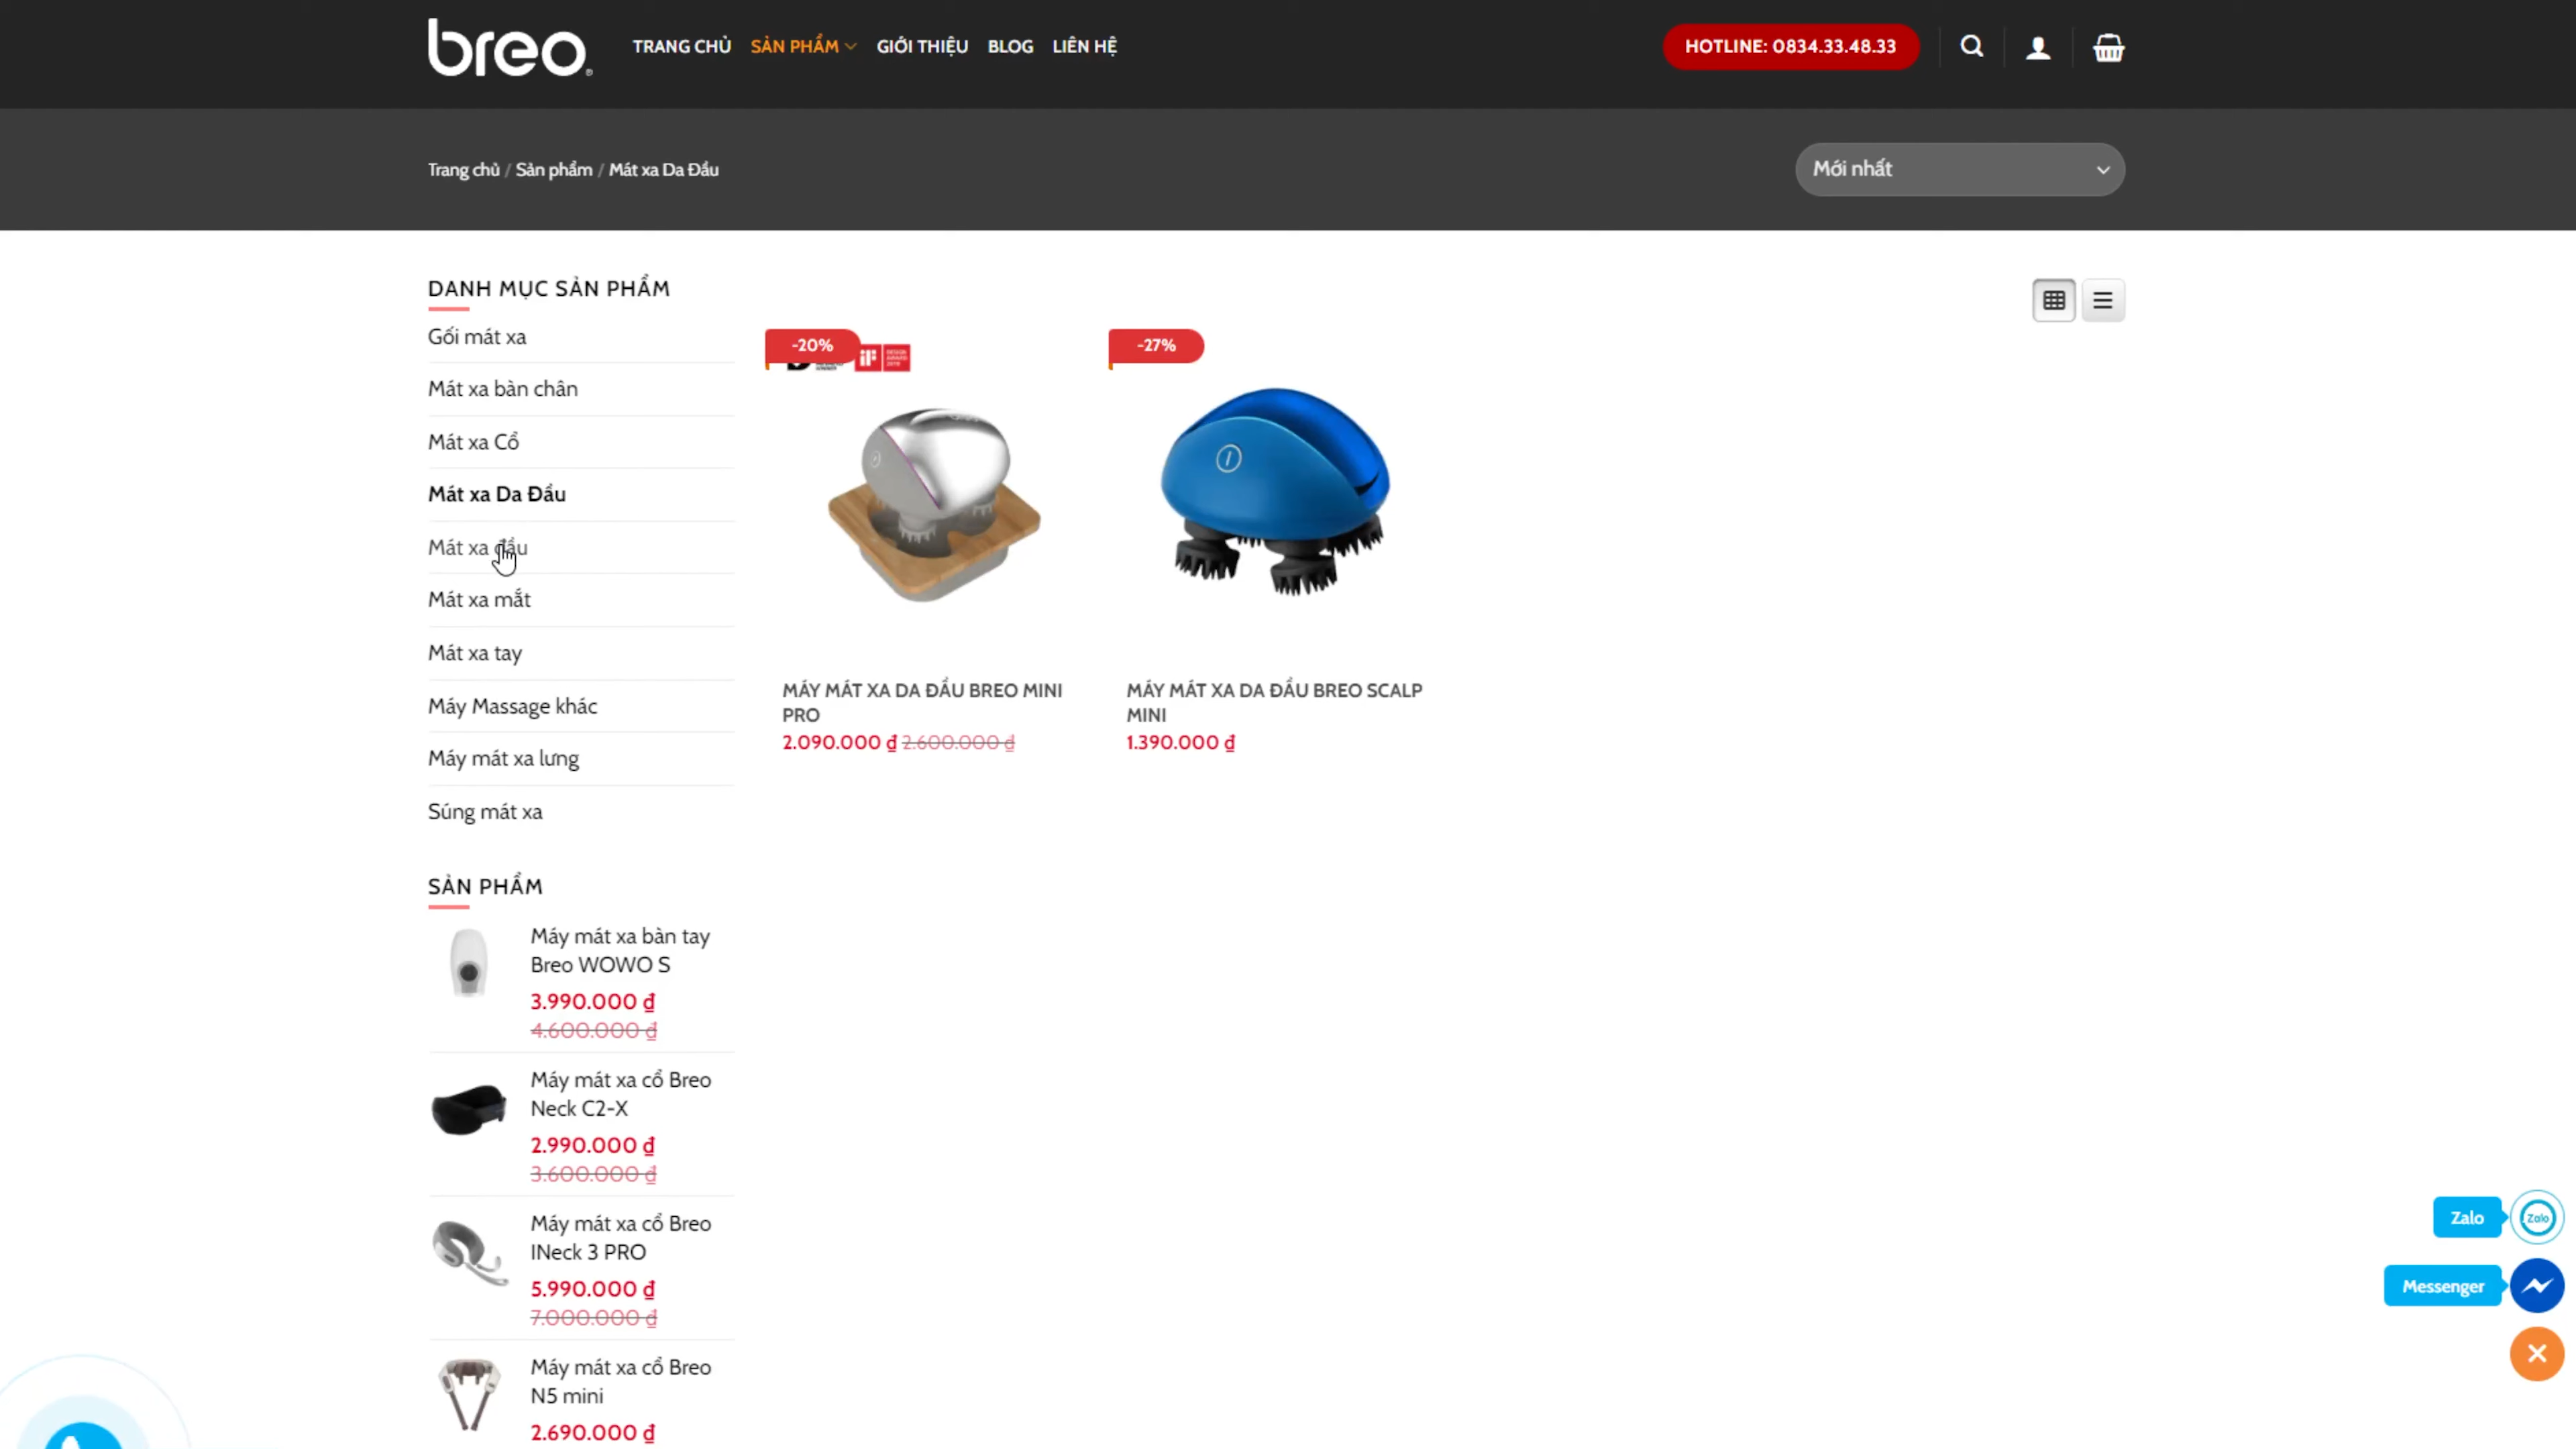 breo
TRANG CHỦ
SẢN PHẨM
GIỚI THIỆU
BLOG
LIÊN HỆ
HOTLINE: 0834.33.48.33
Trang chủ / Sản phẩm / Mát xa Da Đầu
Mới nhất
DANH MỤC SẢN PHẨM
Gối mát xa
Mát xa bàn chân
Mát xa Cổ
Mát xa Da Đầu
Mát xa đầu
Mát xa mắt
Mát xa tay
Máy Massage khác
Máy mát xa lưng
Súng mát xa
-20%
MÁY MÁT XA DA ĐẦU BREO MINI
PRO
2.090.000 ₫ 2.600.000 ₫
-27%
MÁY MÁT XA DA ĐẦU BREO SCALP
MINI
1.390.000 ₫
SẢN PHẨM
Máy mát xa bàn tay
Breo WOWO S
3.990.000 ₫
4.600.000 ₫
Máy mát xa cổ Breo
Neck C2-X
2.990.000 ₫
3.600.000 ₫
Máy mát xa cổ Breo
INeck 3 PRO
5.990.000 ₫
7.000.000 ₫
Máy mát xa cổ Breo
N5 mini
2.690.000 ₫
Zalo
Zalo
Messenger